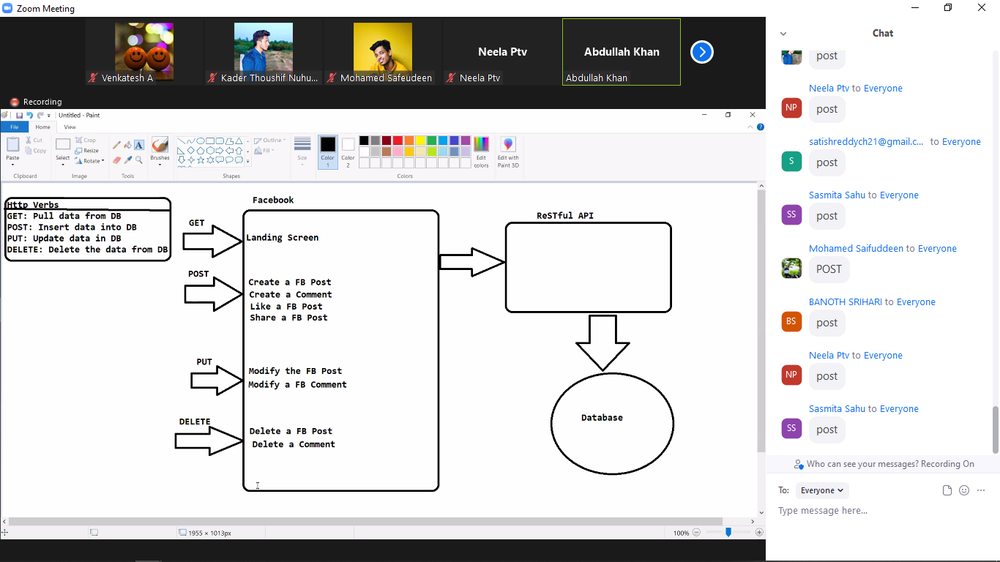 Zoom Meeting
Venkatesh A
Kader Thoushif Nuhu...
Mohamed Safeudeen
Neela Ptv
Neela Ptv
Abdullah Khan
Abdullah Khan
Recording
Untitled - Paint
File
Home
View
Paste
Cut
Copy
Clipboard
Select
Crop
Resize
Rotate
Image
A
Tools
Brushes
Shapes
Outline
Fill
Size
Color
1
Color
2
Edit
colors
Colors
Edit with
Paint 3D
Http Verbs
GET: Pull data from DB
POST: Insert data into DB
PUT: Update data in DB
DELETE: Delete the data from DB
Facebook
GET
Landing Screen
POST
Create a FB Post
Create a Comment
Like a FB Post
Share a FB Post
PUT
Modify the FB Post
Modify a FB Comment
DELETE
Delete a FB Post
Delete a Comment
ReSTful API
Database
1955 × 1013px
100%
Chat
post
Neela Ptv to Everyone
NP
post
satishreddych21@gmail.c... to Everyone
S
post
Sasmita Sahu to Everyone
SS
post
Mohamed Saifuddeen to Everyone
POST
BANOTH SRIHARI to Everyone
BS
post
Neela Ptv to Everyone
NP
post
Sasmita Sahu to Everyone
SS
post
Who can see your messages? Recording On
To: Everyone
Type message here...